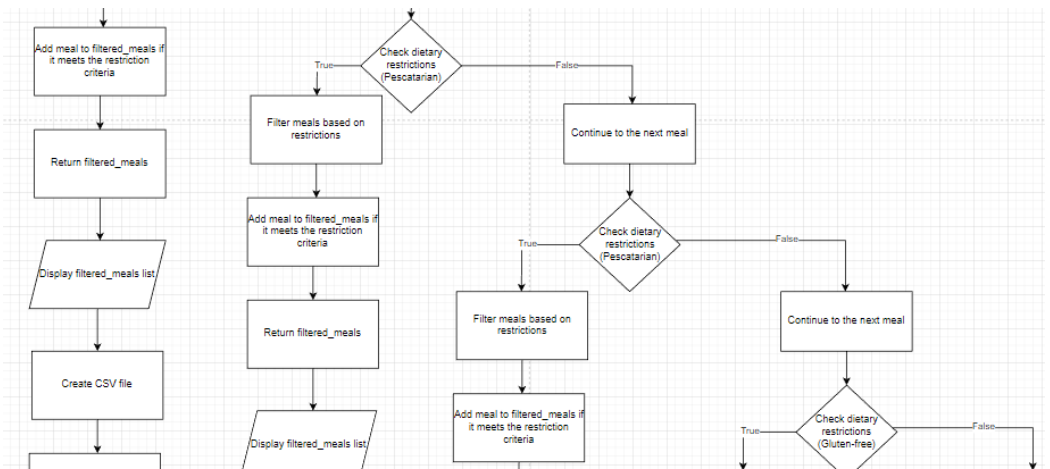 Add meal to filtered_meals if
it meets the restriction
criteria
Return filtered_meals
Display filtered_meals list
Create CSV file
Check dietary
restrictions
(Pescatarian)
True
False
Filter meals based on
restrictions
Add meal to filtered_meals if
it meets the restriction
criteria
Return filtered_meals
Display filtered_meals list
Continue to the next meal
Check dietary
restrictions
(Pescatarian)
True
False
Filter meals based on
restrictions
Add meal to filtered_meals if
it meets the restriction
criteria
Continue to the next meal
Check dietary
restrictions
(Gluten-free)
True
False